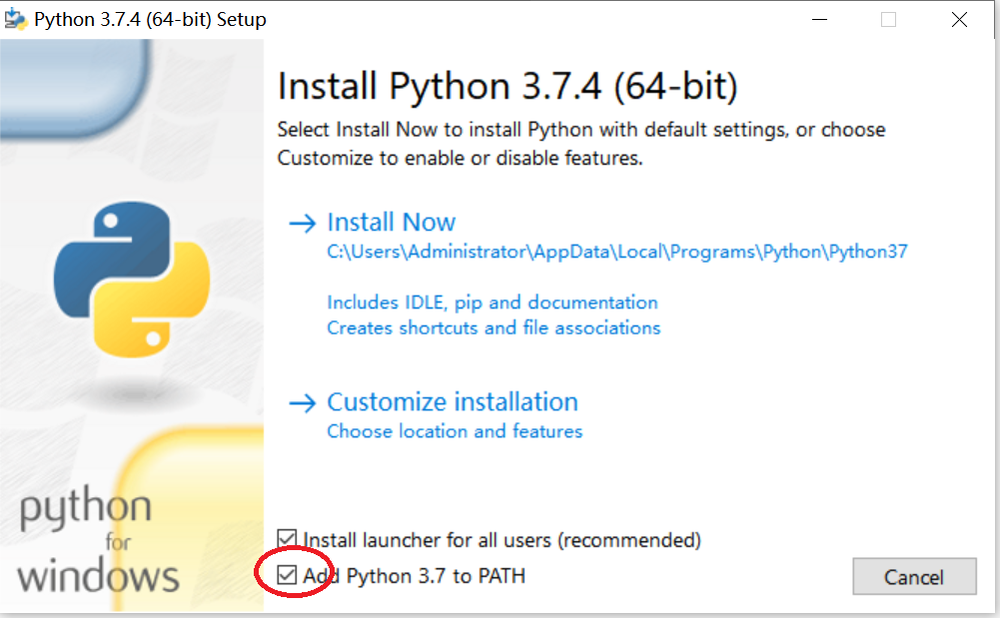 Python 3.7.4 (64-bit) Setup
Install Python 3.7.4 (64-bit)
Select Install Now to install Python with default settings, or choose
Customize to enable or disable features.
Install Now
C:\Users\Administrator\AppData\Local\Programs\Python\Python37
Includes IDLE, pip and documentation
Creates shortcuts and file associations
Customize installation
Choose location and features
python
for
windows
Install launcher for all users (recommended)
Add Python 3.7 to PATH
Cancel